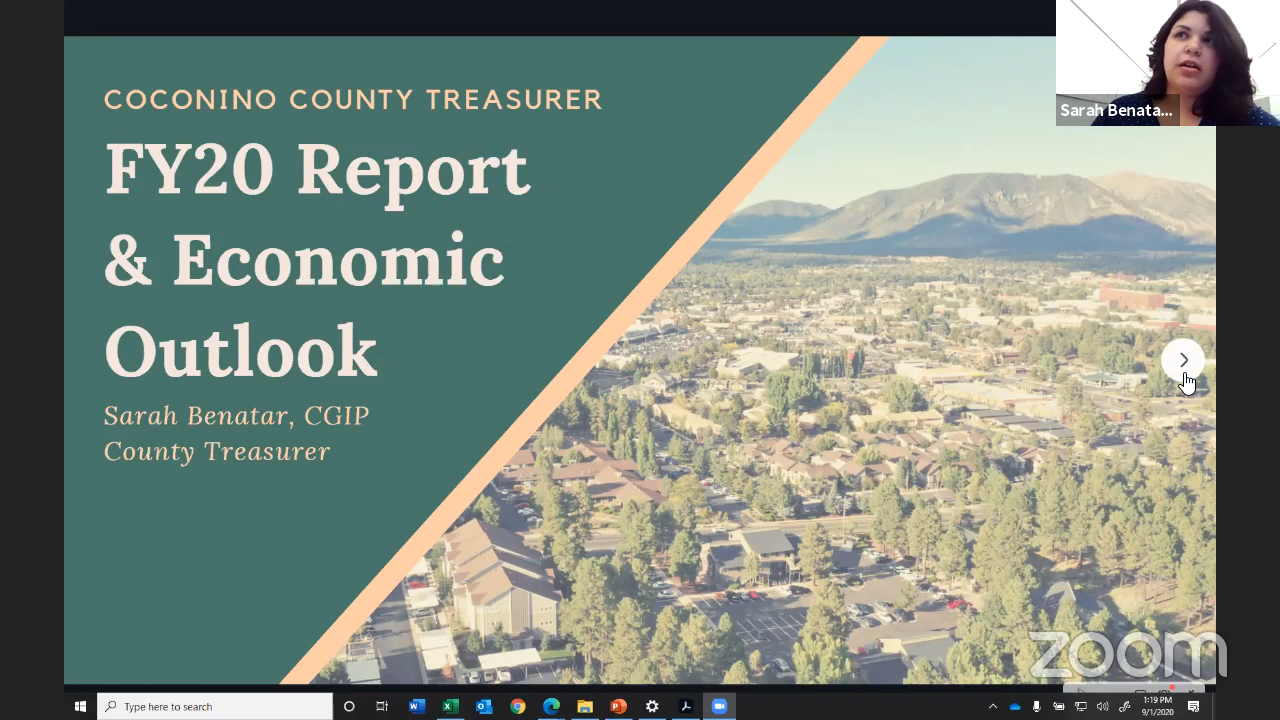 COCONINO COUNTY TREASURER
FY20 Report
& Economic
Outlook
Sarah Benatar, CGIP
County Treasurer
Sarah Benata...
zoom
Type here to search
1:19 PM
9/1/2020